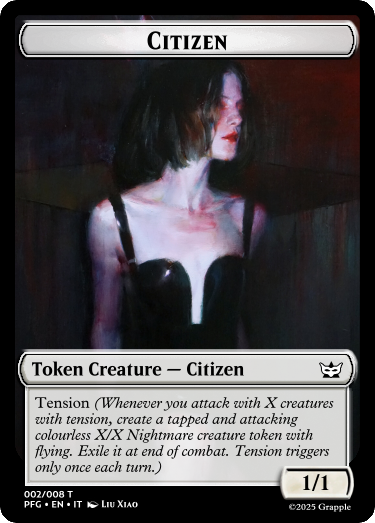 Citizen
Token Creature — Citizen
Tension (Whenever you attack with X creatures
with tension, create a tapped and attacking
colourless X/X Nightmare creature token with
flying. Exile it at end of combat. Tension triggers
only once each turn.)
1/1
002/008 T
PFG • EN • IT Liu Xiao
©2025 Grapple